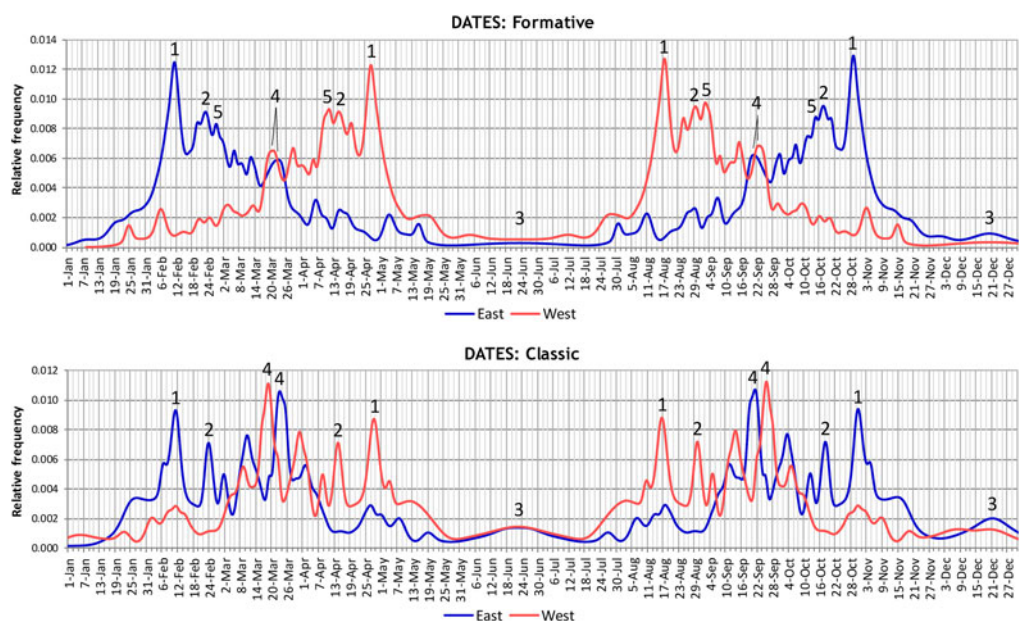 DATES: Formative
Relative frequency
0.014
0.012
0.010
0.008
0.006
0.004
0.002
0.000
1
2
5
4
5
2
1
3
1
2
5
4
5
2
1
3
1-Jan
7-Jan
13-Jan
19-Jan
25-Jan
31-Jan
6-Feb
12-Feb
18-Feb
24-Feb
2-Mar
8-Mar
14-Mar
20-Mar
26-Mar
1-Apr
7-Apr
13-Apr
19-Apr
25-Apr
1-May
7-May
13-May
19-May
25-May
31-May
6-Jun
12-Jun
18-Jun
24-Jun
30-Jun
6-Jul
12-Jul
18-Jul
24-Jul
30-Jul
5-Aug
11-Aug
17-Aug
23-Aug
29-Aug
4-Sep
10-Sep
16-Sep
22-Sep
28-Sep
4-Oct
10-Oct
16-Oct
22-Oct
28-Oct
3-Nov
9-Nov
15-Nov
21-Nov
27-Nov
3-Dec
9-Dec
15-Dec
21-Dec
27-Dec
East West
DATES: Classic
Relative frequency
0.012
0.010
0.008
0.006
0.004
0.002
0.000
1
2
4
4
2
1
3
1
2
4
4
2
1
3
1-Jan
7-Jan
13-Jan
19-Jan
25-Jan
31-Jan
6-Feb
12-Feb
18-Feb
24-Feb
2-Mar
8-Mar
14-Mar
20-Mar
26-Mar
1-Apr
7-Apr
13-Apr
19-Apr
25-Apr
1-May
7-May
13-May
19-May
25-May
31-May
6-Jun
12-Jun
18-Jun
24-Jun
30-Jun
6-Jul
12-Jul
18-Jul
24-Jul
30-Jul
5-Aug
11-Aug
17-Aug
23-Aug
29-Aug
4-Sep
10-Sep
16-Sep
22-Sep
28-Sep
4-Oct
10-Oct
16-Oct
22-Oct
28-Oct
3-Nov
9-Nov
15-Nov
21-Nov
27-Nov
3-Dec
9-Dec
15-Dec
21-Dec
27-Dec
East West